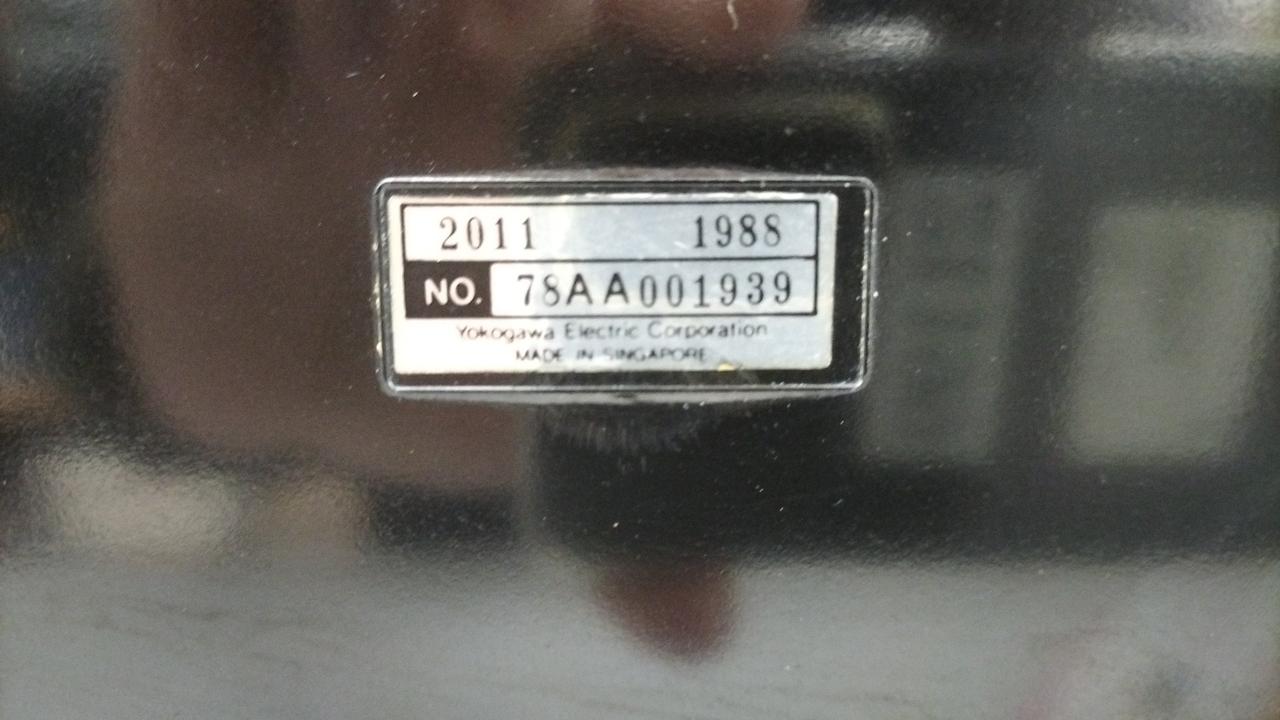 2011 1988
NO. 78AA001939
Yokogawa Electric Corporation
MADE IN SINGAPORE